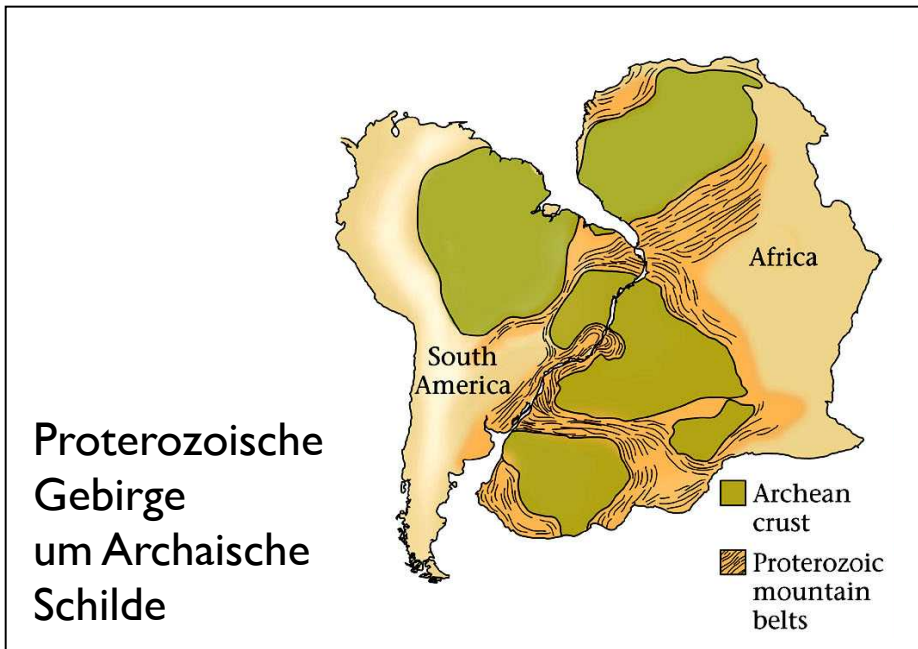 Africa
South
America
Proterozoische
Gebirge
um Archaische
Schilde
Archean
crust
Proterozoic
mountain
belts